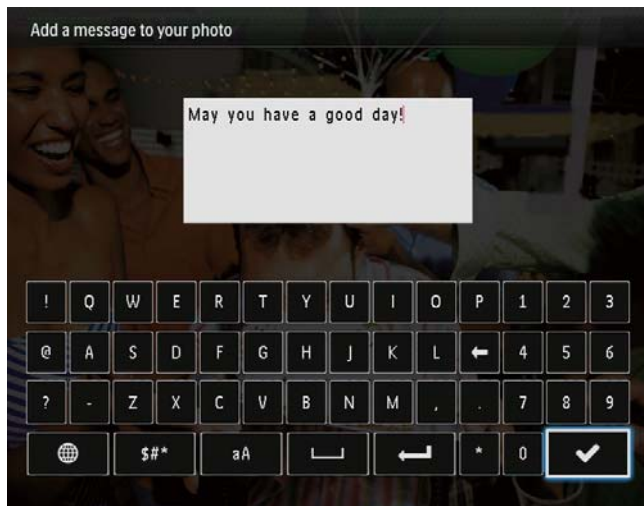 Add a message to your photo
May you have a good day!
! Q W E R T Y U I O P 1 2 3
@ A S D F G H J K L 4 5 6
? - Z X C V B N M , . 7 8 9
$#* aA * 0